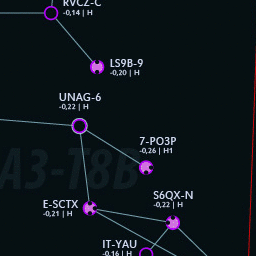 RVCZ-C
-0,14 | H
LS9B-9
-0,20 | H
UNAG-6
-0,22 | H
7-PO3P
-0,26 | H1
A3-T8B
S6QX-N
-0,22 | H
E-SCTX
-0,21 | H
IT-YAU
-0,16 | H